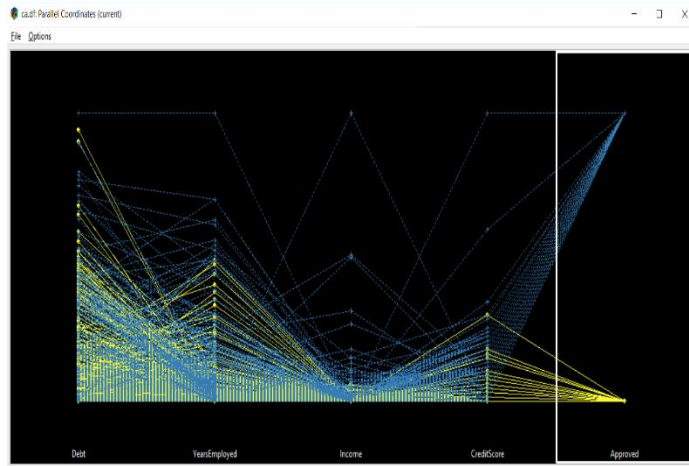 ca.df: Parallel Coordinates (current)
File Options
Debt YearsEmployed Income CreditScore Approved